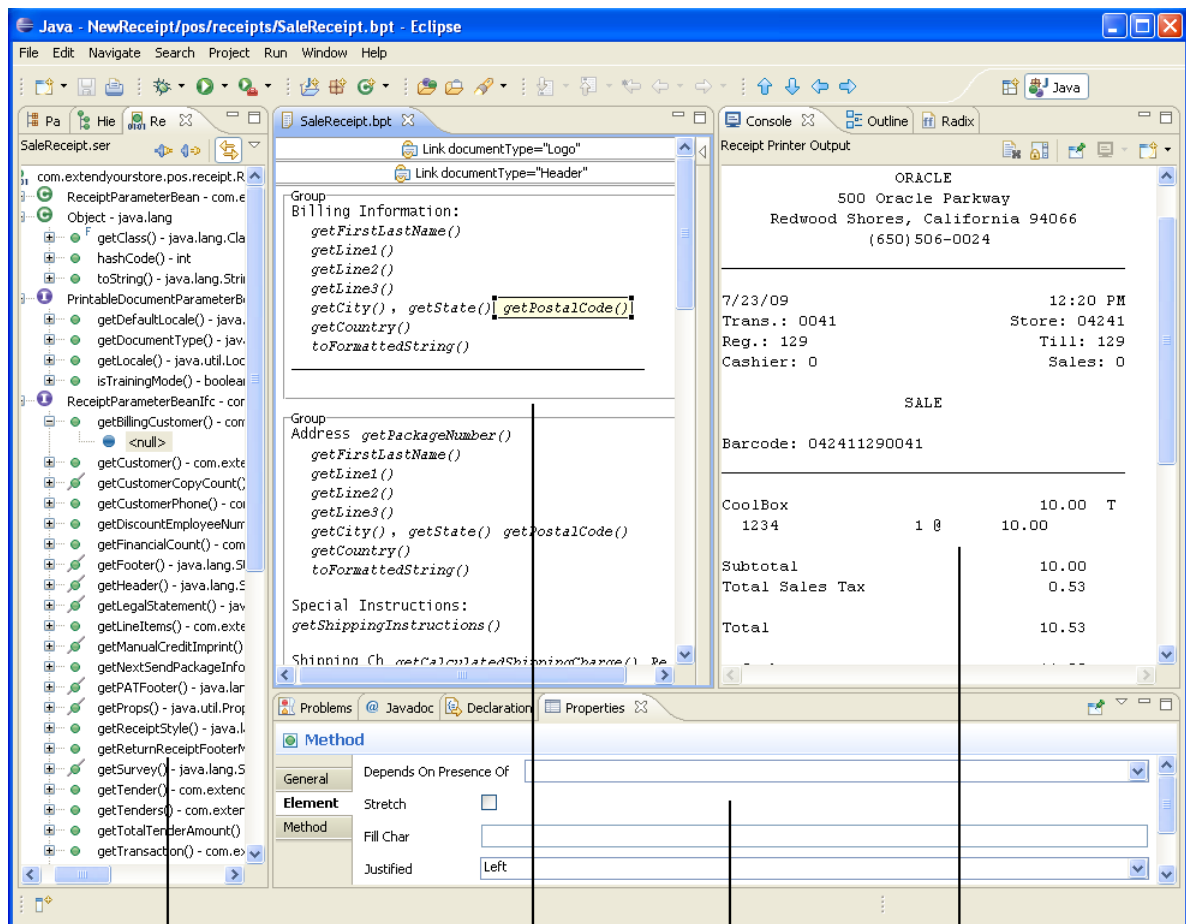 Java - NewReceipt/pos/receipts/SaleReceipt.bpt - Eclipse
File Edit Navigate Search Project Run Window Help
Java
Pa Hie Re
SaleReceipt.ser
com.extendyourstore.pos.receipt.R
ReceiptParameterBean - com.e
Object - java.lang
F getClass() - java.lang.Cla
hashCode() - int
toString() - java.lang.Stri
PrintableDocumentParameterB
getDefaultLocale() - java.
getDocumentType() - jav
getLocale() - java.util.Loc
isTrainingMode() - boolea
ReceiptParameterBeanIfc - cor
getBillingCustomer() - com
<null>
getCustomer() - com.exte
getCustomerCopyCount()
getCustomerPhone() - co
getDiscountEmployeeNum
getFinancialCount() - com
getFooter() - java.lang.S
getHeader() - java.lang.S
getLegalStatement() - jav
getLineItems() - com.exte
getManualCreditImprint()
getNextSendPackageInfo
getPATFooter() - java.lan
getProps() - java.util.Prop
getReceiptStyle() - java.l
getReturnReceiptFooterM
getSurvey() - java.lang.S
getTender() - com.extend
getTenders() - com.exten
getTotalTenderAmount()
getTransaction() - com.ex
SaleReceipt.bpt
Link documentType="Logo"
Link documentType="Header"
Group
Billing Information:
getFirstLastName()
getLine1()
getLine2()
getLine3()
getCity(), getState() getPostalCode()
getCountry()
toFormattedString()
Group
Address getPackageNumber()
getFirstLastName()
getLine1()
getLine2()
getLine3()
getCity(), getState() getPostalCode()
getCountry()
toFormattedString()
Special Instructions:
getShippingInstructions()
Shipping Ch getCalculatedShippingCharge() Re
Console Outline Radix
Receipt Printer Output
ORACLE
500 Oracle Parkway
Redwood Shores, California 94066
(650)506-0024
7/23/09 12:20 PM
Trans.: 0041 Store: 04241
Reg.: 129 Till: 129
Cashier: 0 Sales: 0
SALE
Barcode: 042411290041
CoolBox 10.00 T
1234 1 @ 10.00
Subtotal 10.00
Total Sales Tax 0.53
Total 10.53
Problems @ Javadoc Declaration Properties
Method
General
Element
Method
Depends On Presence Of
Stretch
Fill Char
Justified Left